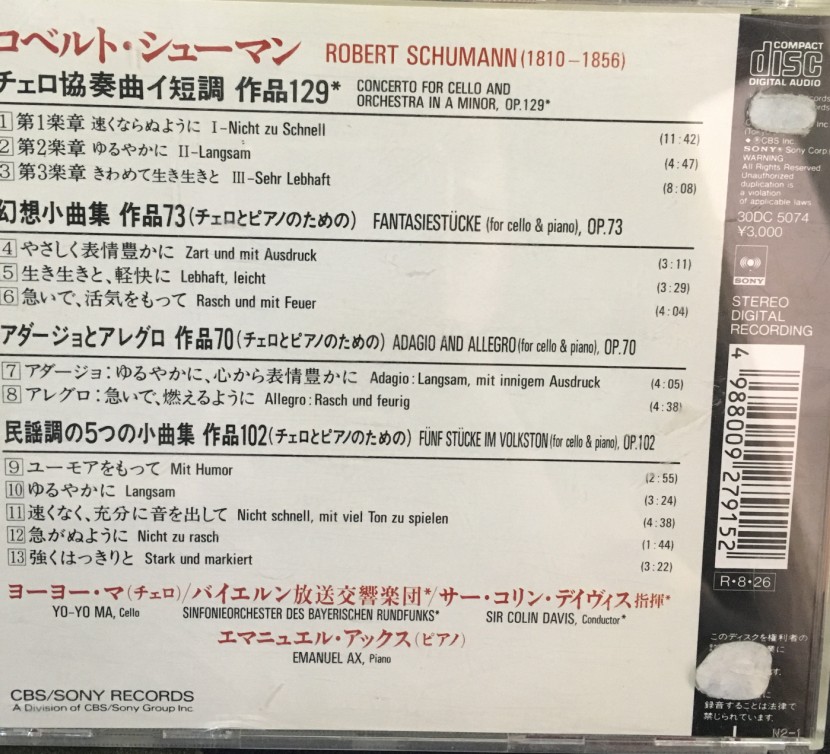 ロベルト・シューマン ROBERT SCHUMANN (1810–1856)
チェロ協奏曲イ短調 作品129* CONCERTO FOR CELLO AND
ORCHESTRA IN A MINOR, OP.129*
1 第1楽章 速くならぬように I-Nicht zu Schnell (11:42)
2 第2楽章 ゆるやかに II-Langsam (4:47)
3 第3楽章 きわめて生き生きと III-Sehr Lebhaft (8:08)
幻想小曲集 作品73(チェロとピアノのための) FANTASIESTÜCKE (for cello & piano), OP.73
4 やさしく表情豊かに Zart und mit Ausdruck (3:11)
5 生き生きと、軽快に Lebhaft, leicht (3:29)
6 急いで、活気をもって Rasch und mit Feuer (4:04)
アダージョとアレグロ 作品70(チェロとピアノのための) ADAGIO AND ALLEGRO (for cello & piano), OP.70
7 アダージョ:ゆるやかに、心から表情豊かに Adagio: Langsam, mit innigem Ausdruck (4:05)
8 アレグロ:急いで、燃えるように Allegro: Rasch und feurig (4:38)
民謡調の5つの小曲集 作品102(チェロとピアノのための) FÜNF STÜCKE IM VOLKSTON (for cello & piano), OP.102
9 ユーモアをもって Mit Humor (2:55)
10 ゆるやかに Langsam (3:24)
11 速くなく、充分に音を出して Nicht schnell, mit viel Ton zu spielen (4:38)
12 急がぬように Nicht zu rasch (1:44)
13 強くはっきりと Stark und markiert (3:22)
ヨーヨー・マ(チェロ)/バイエルン放送交響楽団*/サー・コリン・デイヴィス指揮*
YO-YO MA, Cello SINFONIEORCHESTER DES BAYERISCHEN RUNDFUNKS* SIR COLIN DAVIS, Conductor*
エマニュエル・アックス(ピアノ)
EMANUEL AX, Piano
CBS/SONY RECORDS
A Division of CBS/Sony Group Inc.
COMPACT
disc
DIGITAL AUDIO
CBS Inc.
SONY® Sony Corp.
WARNING
All Rights Reserved.
Unauthorized
duplication is
a violation
of applicable laws.
30DC 5074
¥3,000
SONY
STEREO
DIGITAL
RECORDING
4 988009 279152
R・8・26
このディスクを権利者の
録音することは法律で
禁じられています。
N2-1